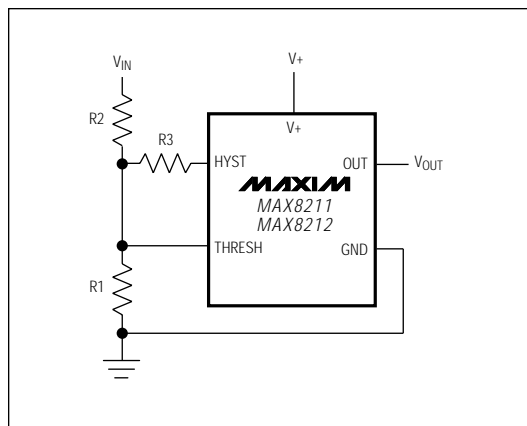 V+
VIN
R2
R3
V+
HYST
OUT
VOUT
MAXIM
MAX8211
MAX8212
THRESH
GND
R1